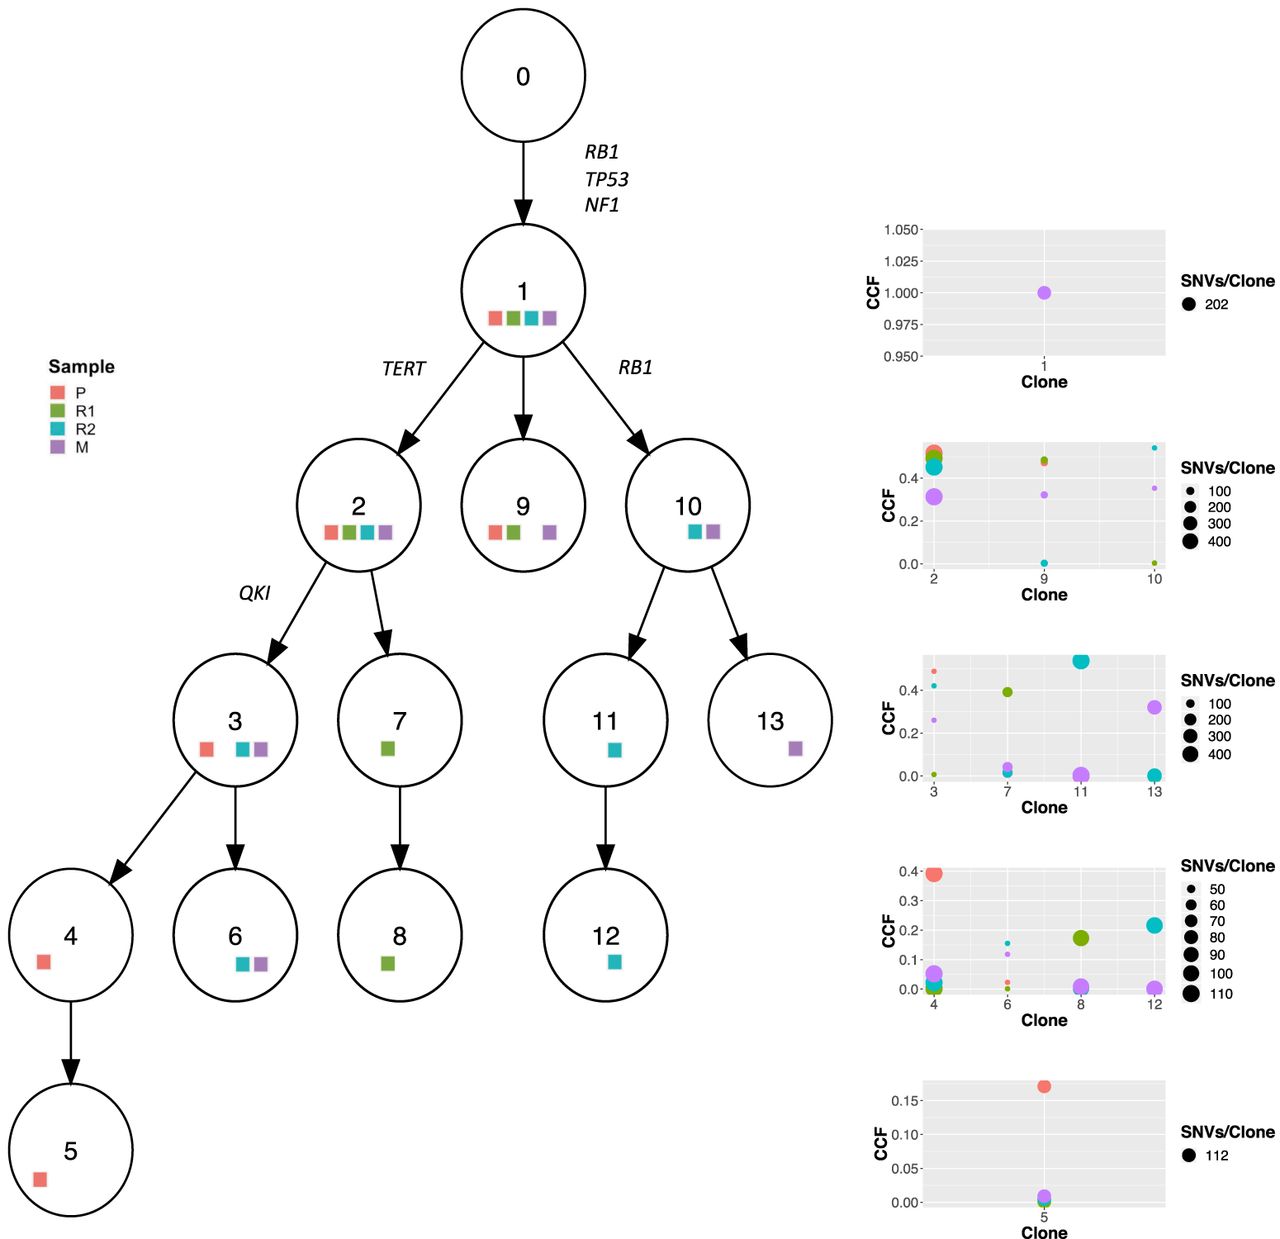 0
RB1
TP53
NF1
1
TERT
RB1
Sample
P
R1
R2
M
2
9
10
QKI
3
7
11
13
4
6
8
12
5
1.050
1.025
1.000
0.975
0.950
CCF
1
Clone
SNVs/Clone
202
0.4
0.2
0.0
CCF
2 9 10
Clone
SNVs/Clone
100
200
300
400
0.4
0.2
0.0
CCF
3 7 11 13
Clone
SNVs/Clone
100
200
300
400
0.4
0.3
0.2
0.1
0.0
CCF
4 6 8 12
Clone
SNVs/Clone
50
60
70
80
90
100
110
0.15
0.10
0.05
0.00
CCF
5
Clone
SNVs/Clone
112